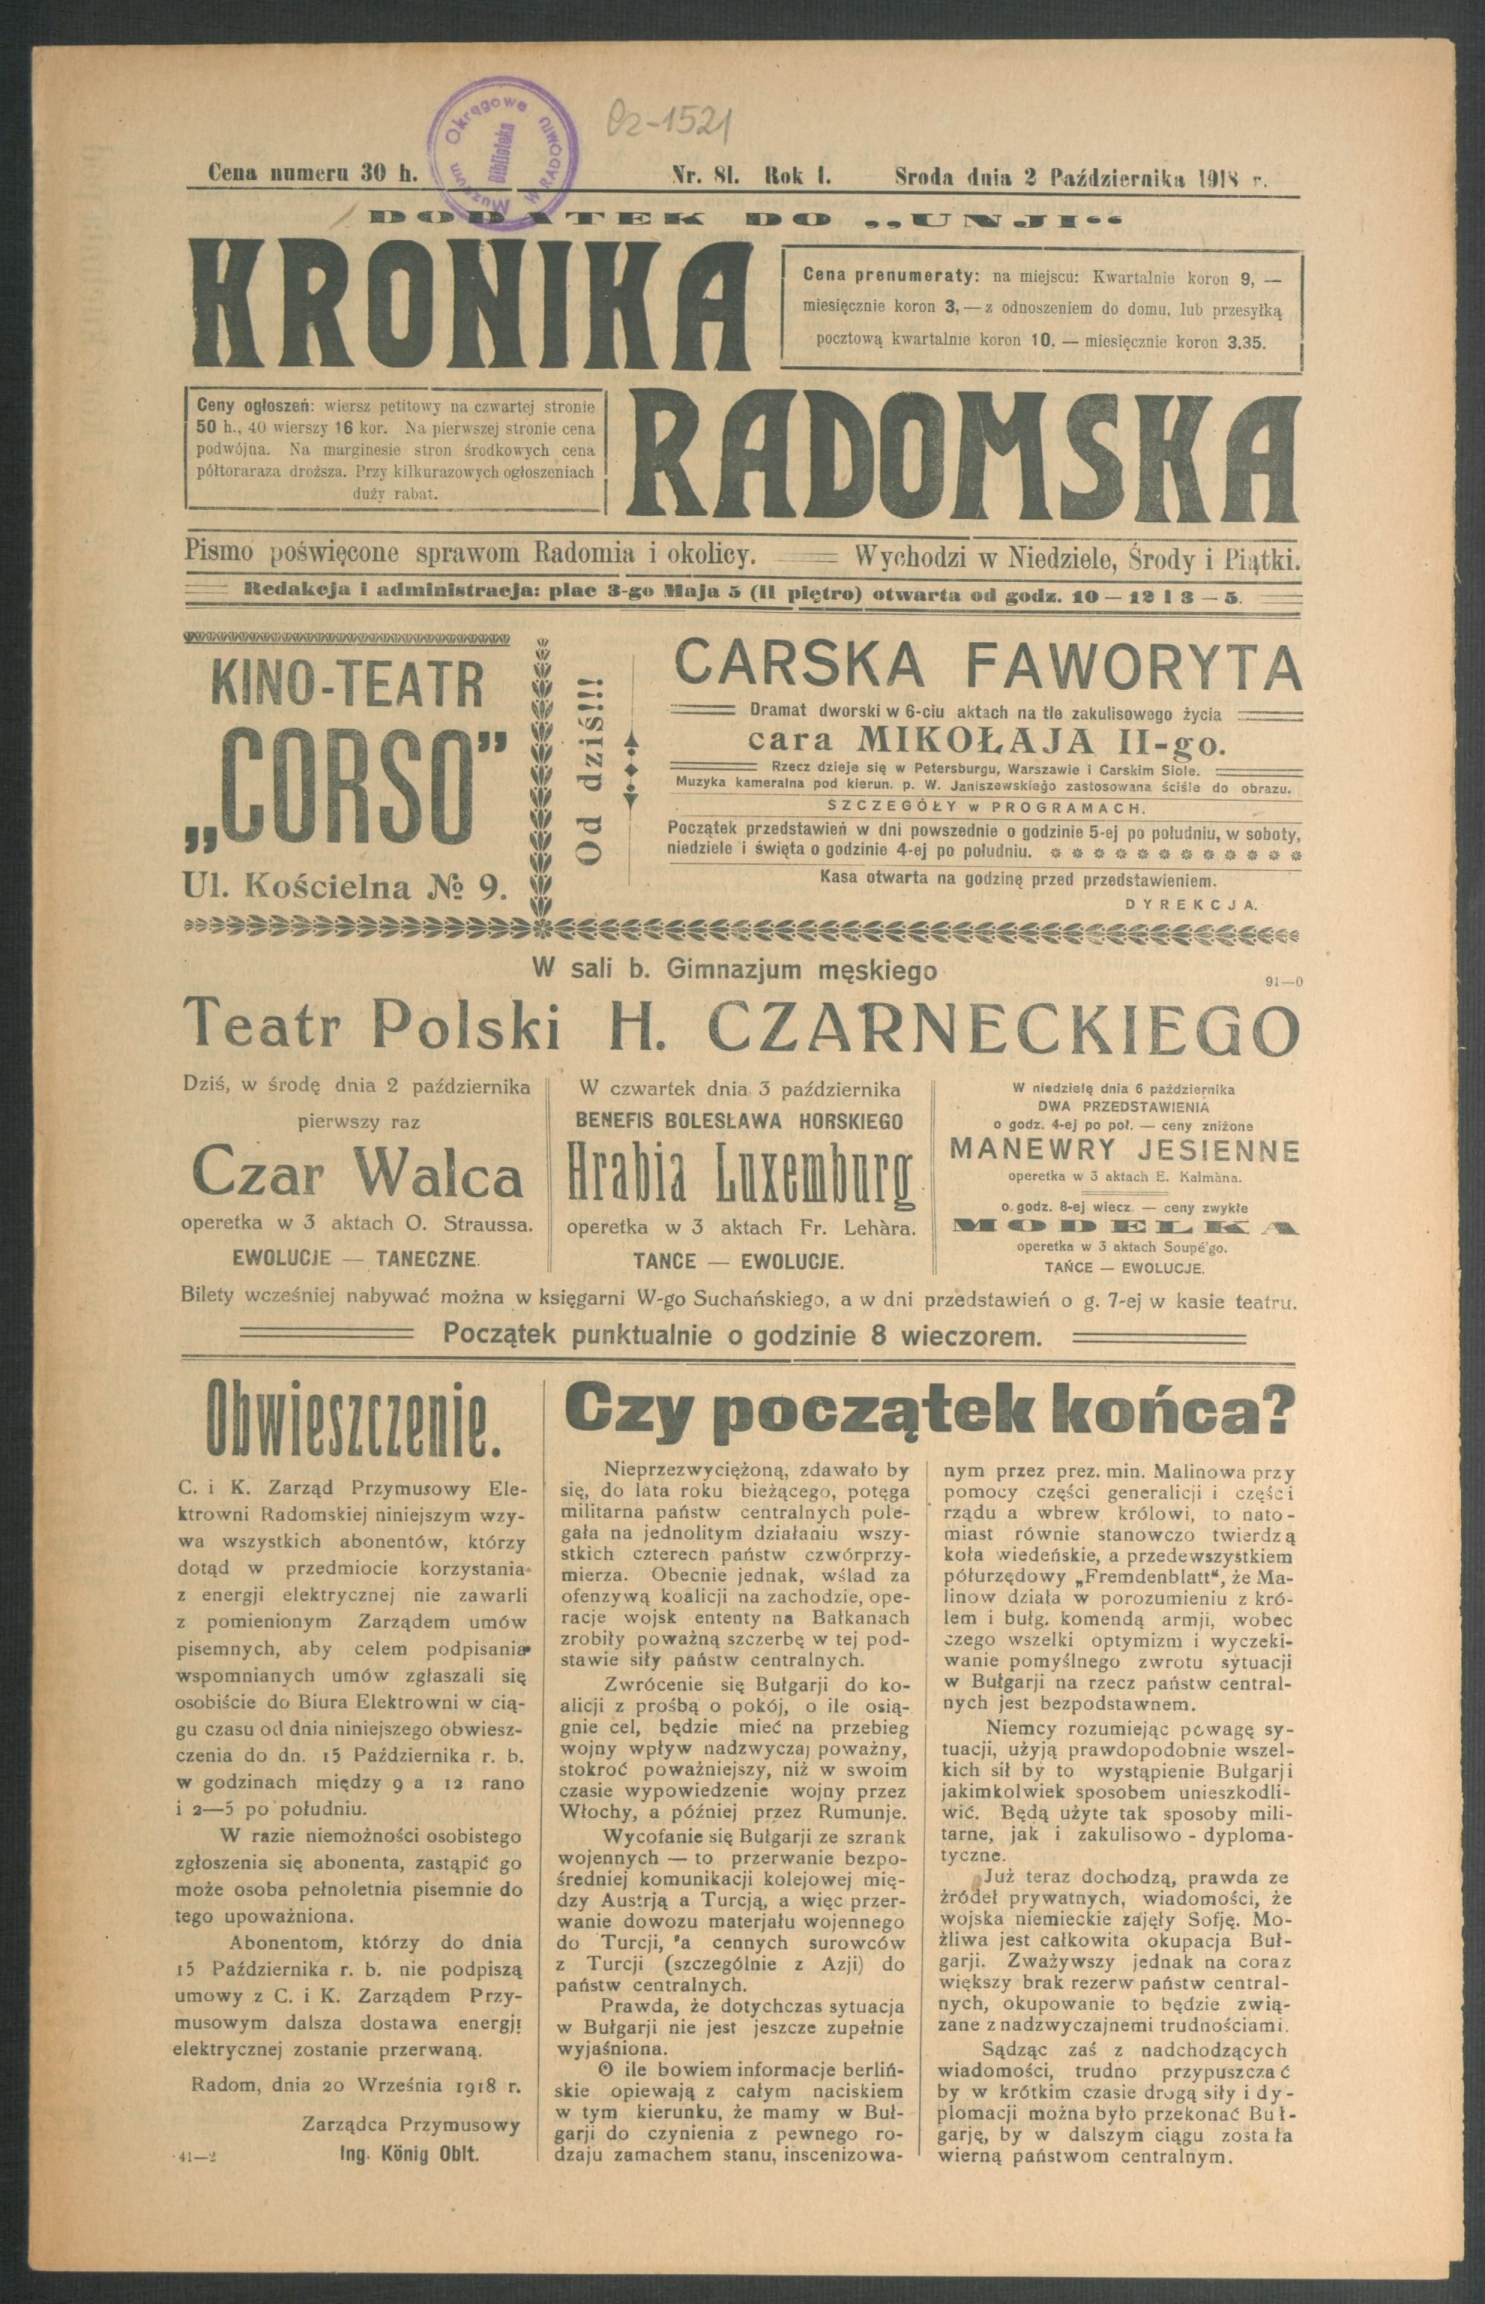 Muzeum Okręgowe w RADOMIU
Biblioteka
Cz-1521
Cena numeru 30 h.
Nr. 81. Rok I.
Środa dnia 2 Października 1918 r.
DODATEK DO „UNJI“
KRONIKA
Cena prenumeraty: na miejscu: Kwartalnie koron 9, —
miesięcznie koron 3, — z odnoszeniem do domu, lub przesyłką
pocztową kwartalnie koron 10, — miesięcznie koron 3.35.
Ceny ogłoszeń: wiersz petitowy na czwartej stronie
50 h., 40 wierszy 16 kor. Na pierwszej stronie cena
podwójna. Na marginesie stron środkowych cena
półtoraraza droższa. Przy kilkurazowych ogłoszeniach
duży rabat.
RADOMSKA
Pismo poświęcone sprawom Radomia i okolicy.
Wychodzi w Niedziele, Środy i Piątki.
Redakcja i administracja: plac 3-go Maja 5 (II piętro) otwarta od godz. 10 — 12 i 3 — 5.
KINO-TEATR
„CORSO”
Ul. Kościelna № 9.
Od dziś!!!
CARSKA FAWORYTA
Dramat dworski w 6-ciu aktach na tle zakulisowego życia
cara MIKOŁAJA II-go.
Rzecz dzieje się w Petersburgu, Warszawie i Carskim Siole.
Muzyka kameralna pod kierun. p. W. Janiszewskiego zastosowana ściśle do obrazu.
SZCZEGÓŁY w PROGRAMACH.
Początek przedstawień w dni powszednie o godzinie 5-ej po południu, w soboty,
niedziele i święta o godzinie 4-ej po południu.
Kasa otwarta na godzinę przed przedstawieniem.
DYREKCJA.
W sali b. Gimnazjum męskiego
91—0
Teatr Polski H. CZARNECKIEGO
Dziś, w środę dnia 2 października
pierwszy raz
Czar Walca
operetka w 3 aktach O. Straussa.
EWOLUCJE — TANECZNE.
W czwartek dnia 3 października
BENEFIS BOLESŁAWA HORSKIEGO
Hrabia Luxemburg
operetka w 3 aktach Fr. Lehàra.
TANCE — EWOLUCJE.
W niedzielę dnia 6 października
DWA PRZEDSTAWIENIA
o godz. 4-ej po poł. — ceny zniżone
MANEWRY JESIENNE
operetka w 3 aktach E. Kalmàna.
o. godz. 8-ej wiecz. — ceny zwykłe
MODELKA
operetka w 3 aktach Soupé'go.
TAŃCE — EWOLUCJE.
Bilety wcześniej nabywać można w księgarni W-go Suchańskiego, a w dni przedstawień o g. 7-ej w kasie teatru.
Początek punktualnie o godzinie 8 wieczorem.
Obwieszczenie.
C. i K. Zarząd Przymusowy Ele-
ktrowni Radomskiej niniejszym wzy-
wa wszystkich abonentów, którzy
dotąd w przedmiocie korzystania
z energji elektrycznej nie zawarli
z pomienionym Zarządem umów
pisemnych, aby celem podpisania
wspomnianych umów zgłaszali się
osobiście do Biura Elektrowni w cią-
gu czasu od dnia niniejszego obwiesz-
czenia do dn. 15 Października r. b.
w godzinach między 9 a 12 rano
i 2—5 po południu.
W razie niemożności osobistego
zgłoszenia się abonenta, zastąpić go
może osoba pełnoletnia pisemnie do
tego upoważniona.
Abonentom, którzy do dnia
15 Października r. b. nie podpiszą
umowy z C. i K. Zarządem Przy-
musowym dalsza dostawa energji
elektrycznej zostanie przerwaną.
Radom, dnia 20 Września 1918 r.
Zarządca Przymusowy
41—2
Ing. König Oblt.
Czy początek końca?
Nieprzezwyciężoną, zdawało by
się, do lata roku bieżącego, potęga
militarna państw centralnych pole-
gała na jednolitym działaniu wszy-
stkich czterech państw czwórprzy-
mierza. Obecnie jednak, wślad za
ofenzywą koalicji na zachodzie, ope-
racje wojsk ententy na Bałkanach
zrobiły poważną szczerbę w tej pod-
stawie siły państw centralnych.
Zwrócenie się Bułgarji do ko-
alicji z prośbą o pokój, o ile osią-
gnie cel, będzie mieć na przebieg
wojny wpływ nadzwyczaj poważny,
stokroć poważniejszy, niż w swoim
czasie wypowiedzenie wojny przez
Włochy, a później przez Rumunje.
Wycofanie się Bułgarji ze szrank
wojennych — to przerwanie bezpo-
średniej komunikacji kolejowej mię-
dzy Austrją a Turcją, a więc przer-
wanie dowozu materjału wojennego
do Turcji, a cennych surowców
z Turcji (szczególnie z Azji) do
państw centralnych.
Prawda, że dotychczas sytuacja
w Bułgarji nie jest jeszcze zupełnie
wyjaśniona.
O ile bowiem informacje berliń-
skie opiewają z całym naciskiem
w tym kierunku, że mamy w Buł-
garji do czynienia z pewnego ro-
dzaju zamachem stanu, inscenizowa-
nym przez prez. min. Malinowa przy
pomocy części generalicji i części
rządu a wbrew królowi, to nato-
miast równie stanowczo twierdzą
koła wiedeńskie, a przedewszystkiem
półurzędowy „Fremdenblatt“, że Ma-
linow działa w porozumieniu z kró-
lem i bułg. komendą armji, wobec
czego wszelki optymizm i wyczeki-
wanie pomyślnego zwrotu sytuacji
w Bułgarji na rzecz państw central-
nych jest bezpodstawnem.
Niemcy rozumiejąc powagę sy-
tuacji, użyją prawdopodobnie wszel-
kich sił by to wystąpienie Bułgarji
jakimkolwiek sposobem unieszkodli-
wić. Będą użyte tak sposoby mili-
tarne, jak i zakulisowo - dyploma-
tyczne.
Już teraz dochodzą, prawda ze
źródeł prywatnych, wiadomości, że
wojska niemieckie zajęły Sofję. Mo-
żliwa jest całkowita okupacja Buł-
garji. Zważywszy jednak na coraz
większy brak rezerw państw central-
nych, okupowanie to będzie zwią-
zane z nadzwyczajnemi trudnościami.
Sądząc zaś z nadchodzących
wiadomości, trudno przypuszczać
by w krótkim czasie drogą siły i dy-
plomacji można było przekonać Buł-
garję, by w dalszym ciągu została
wierną państwom centralnym.